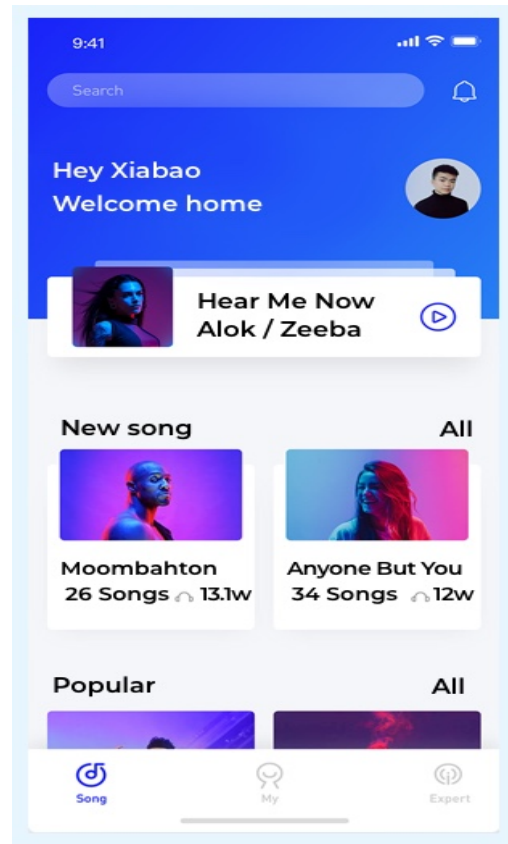 9:41
Search
Hey Xiabao
Welcome home
Hear Me Now
Alok / Zeeba
New song
All
Moombahton
26 Songs 13.1w
Anyone But You
34 Songs 12w
Popular
All
Song
My
Expert